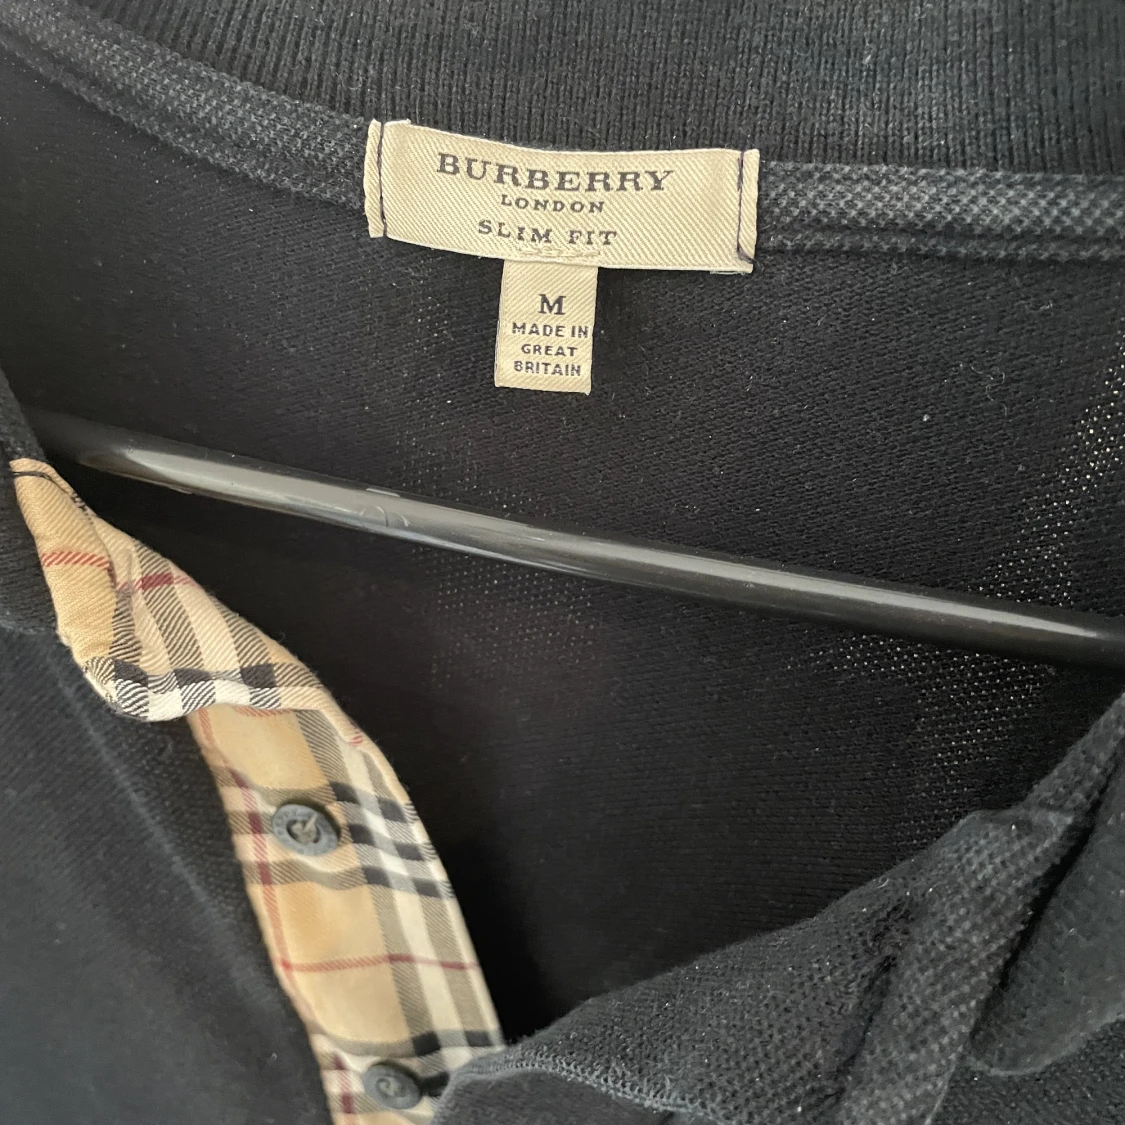 BURBERRY
LONDON
SLIM FIT
M
MADE IN
GREAT
BRITAIN